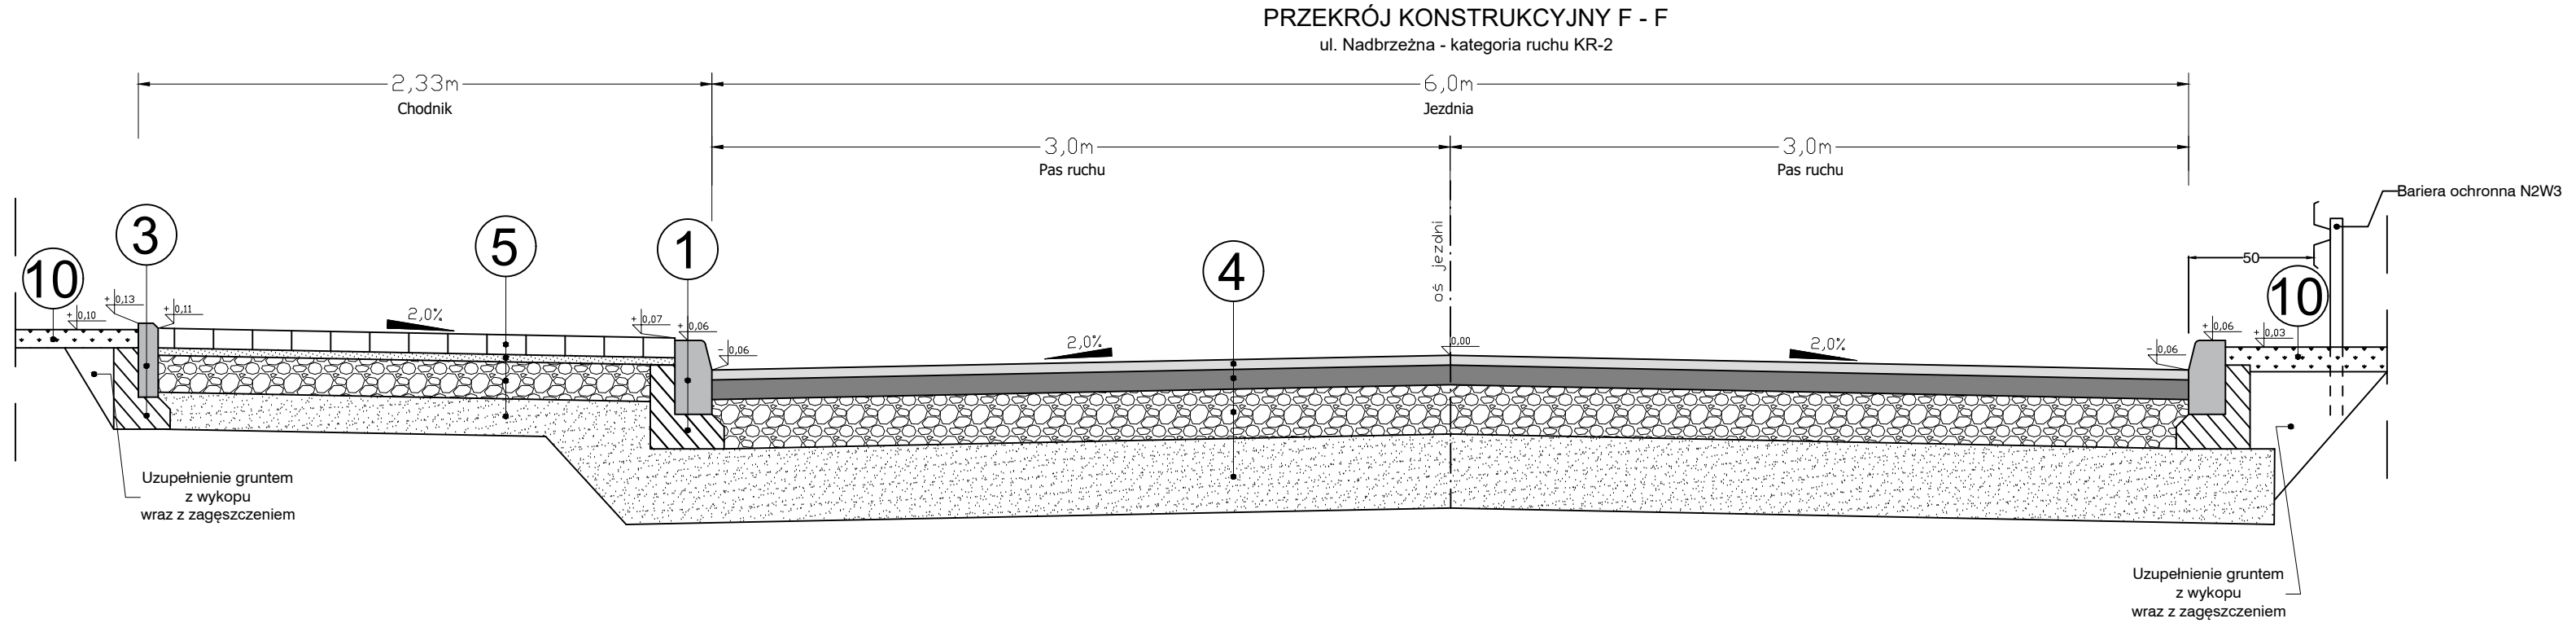 PRZEKRÓJ KONSTRUKCYJNY F - F
ul. Nadbrzeżna - kategoria ruchu KR-2
2,33m
6,0m
Chodnik
Jezdnia
3,0m
3,0m
Pas ruchu
Pas ruchu
Bariera ochronna N2W3
oś jezdni
3
5
1
4
10
50
10
+ 0,13
+ 0,11
+ 0,10
2,0%
+ 0,07
+ 0,06
- 0,06
2,0%
0,00
2,0%
- 0,06
+ 0,06
+ 0,03
Uzupełnienie gruntem
z wykopu
wraz z zagęszczeniem
Uzupełnienie gruntem
z wykopu
wraz z zagęszczeniem